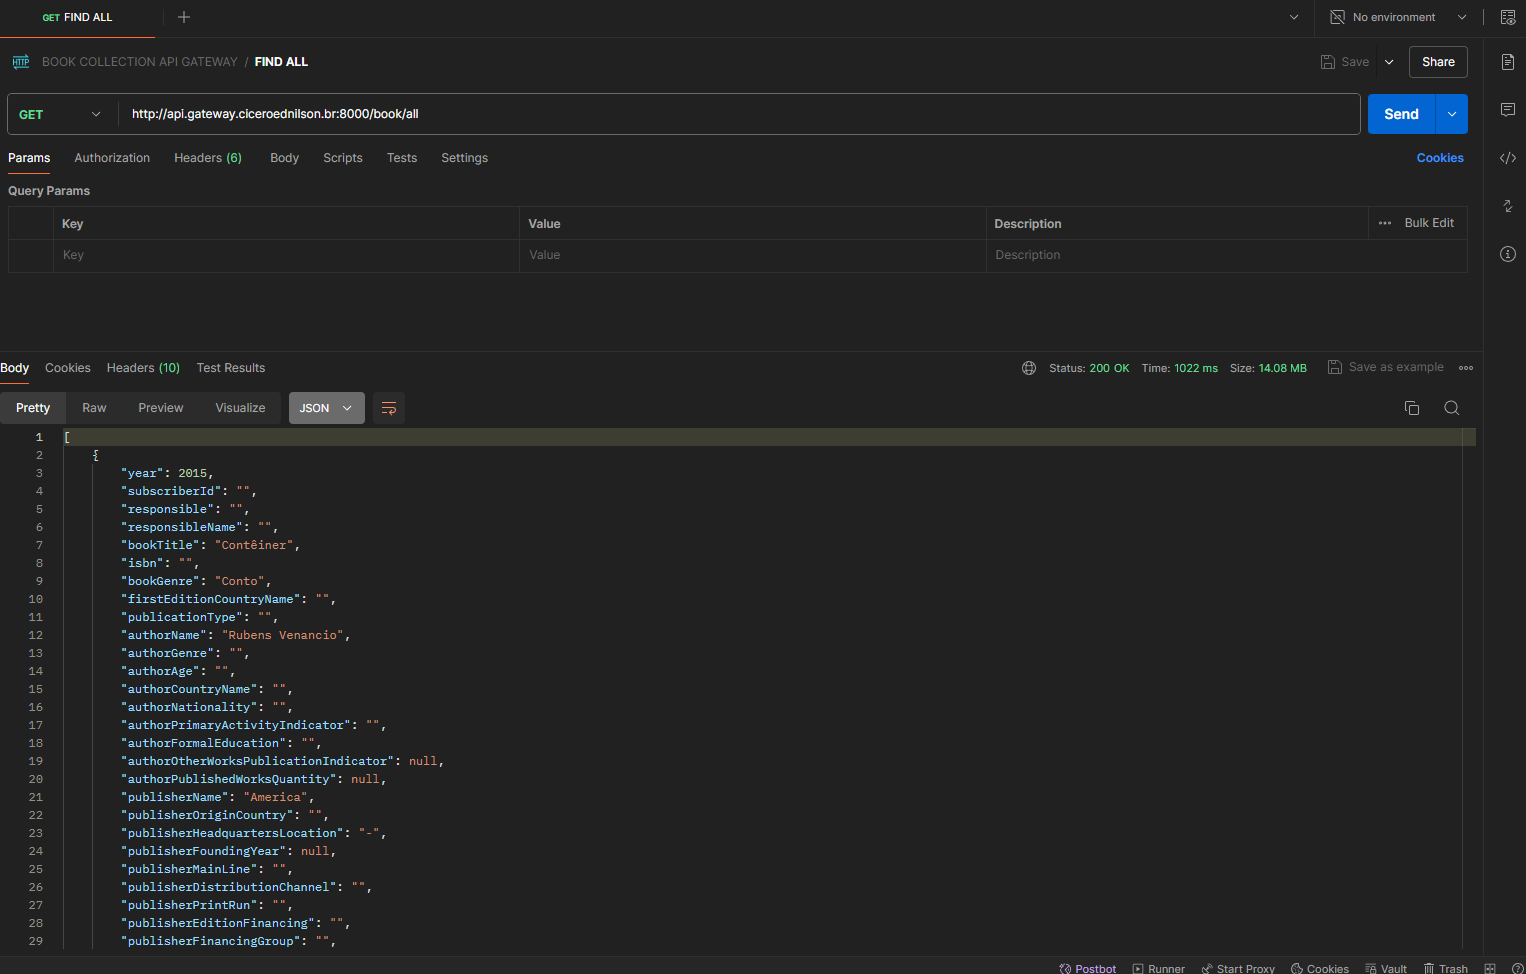 GET FIND ALL
No environment
HTTP BOOK COLLECTION API GATEWAY / FIND ALL
Save
Share
GET
http://api.gateway.ciceroednilson.br:8000/book/all
Send
Params Authorization Headers (6) Body Scripts Tests Settings
Cookies
Query Params
Key Value Description Bulk Edit
Key Value Description
Body Cookies Headers (10) Test Results
Status: 200 OK Time: 1022 ms Size: 14.08 MB Save as example
Pretty Raw Preview Visualize JSON
1 [
2 {
3 "year": 2015,
4 "subscriberId": "",
5 "responsible": "",
6 "responsibleName": "",
7 "bookTitle": "Contêiner",
8 "isbn": "",
9 "bookGenre": "Conto",
10 "firstEditionCountryName": "",
11 "publicationType": "",
12 "authorName": "Rubens Venancio",
13 "authorGenre": "",
14 "authorAge": "",
15 "authorCountryName": "",
16 "authorNationality": "",
17 "authorPrimaryActivityIndicator": "",
18 "authorFormalEducation": "",
19 "authorOtherWorksPublicationIndicator": null,
20 "authorPublishedWorksQuantity": null,
21 "publisherName": "America",
22 "publisherOriginCountry": "",
23 "publisherHeadquartersLocation": "-",
24 "publisherFoundingYear": null,
25 "publisherMainLine": "",
26 "publisherDistributionChannel": "",
27 "publisherPrintRun": "",
28 "publisherEditionFinancing": "",
29 "publisherFinancingGroup": "",
Postbot Runner Start Proxy Cookies Vault Trash